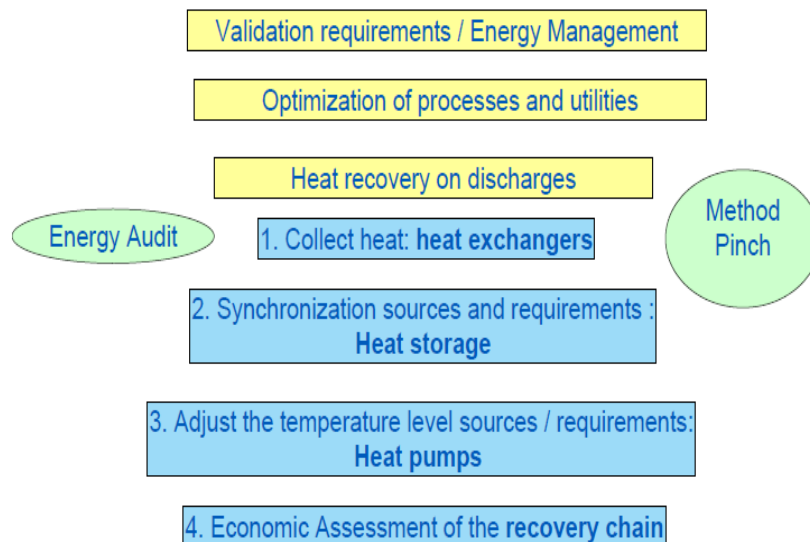 Validation requirements / Energy Management
Optimization of processes and utilities
Heat recovery on discharges
Energy Audit
Method
Pinch
1. Collect heat: heat exchangers
2. Synchronization sources and requirements :
Heat storage
3. Adjust the temperature level sources / requirements:
Heat pumps
4. Economic Assessment of the recovery chain